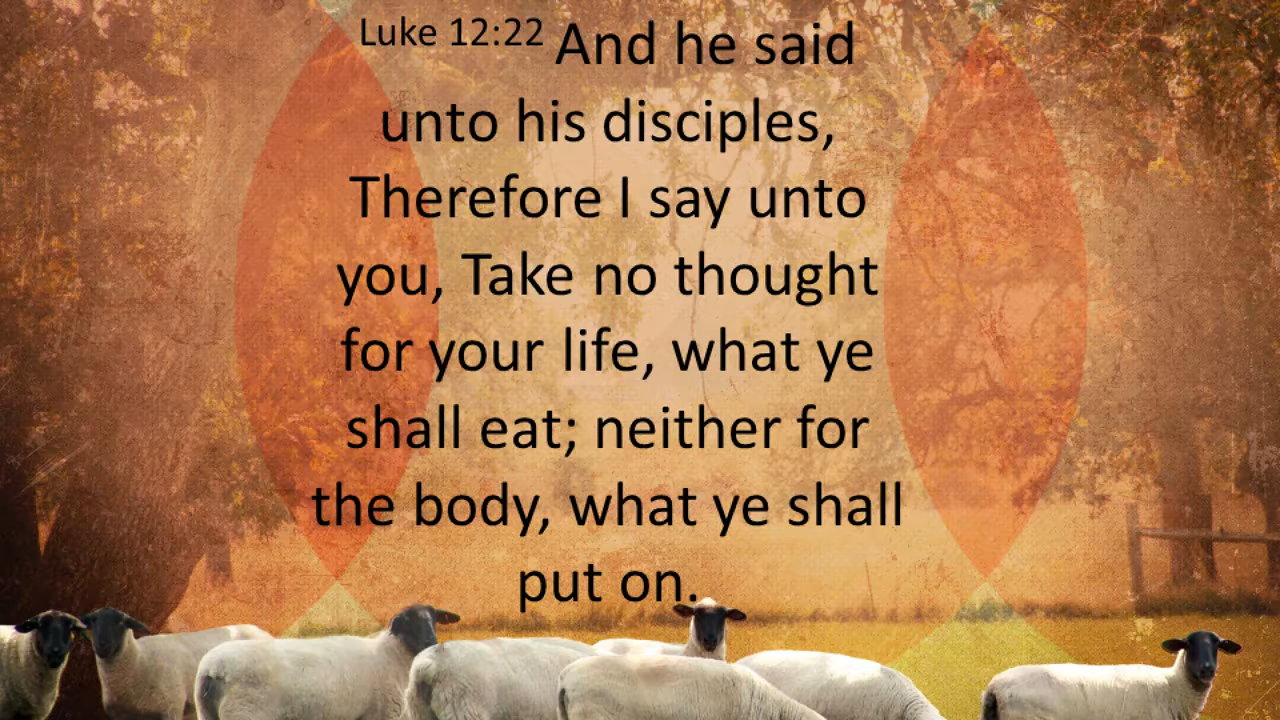 Luke 12:22 And he said
unto his disciples,
Therefore I say unto
you, Take no thought
for your life, what ye
shall eat; neither for
the body, what ye shall
put on.